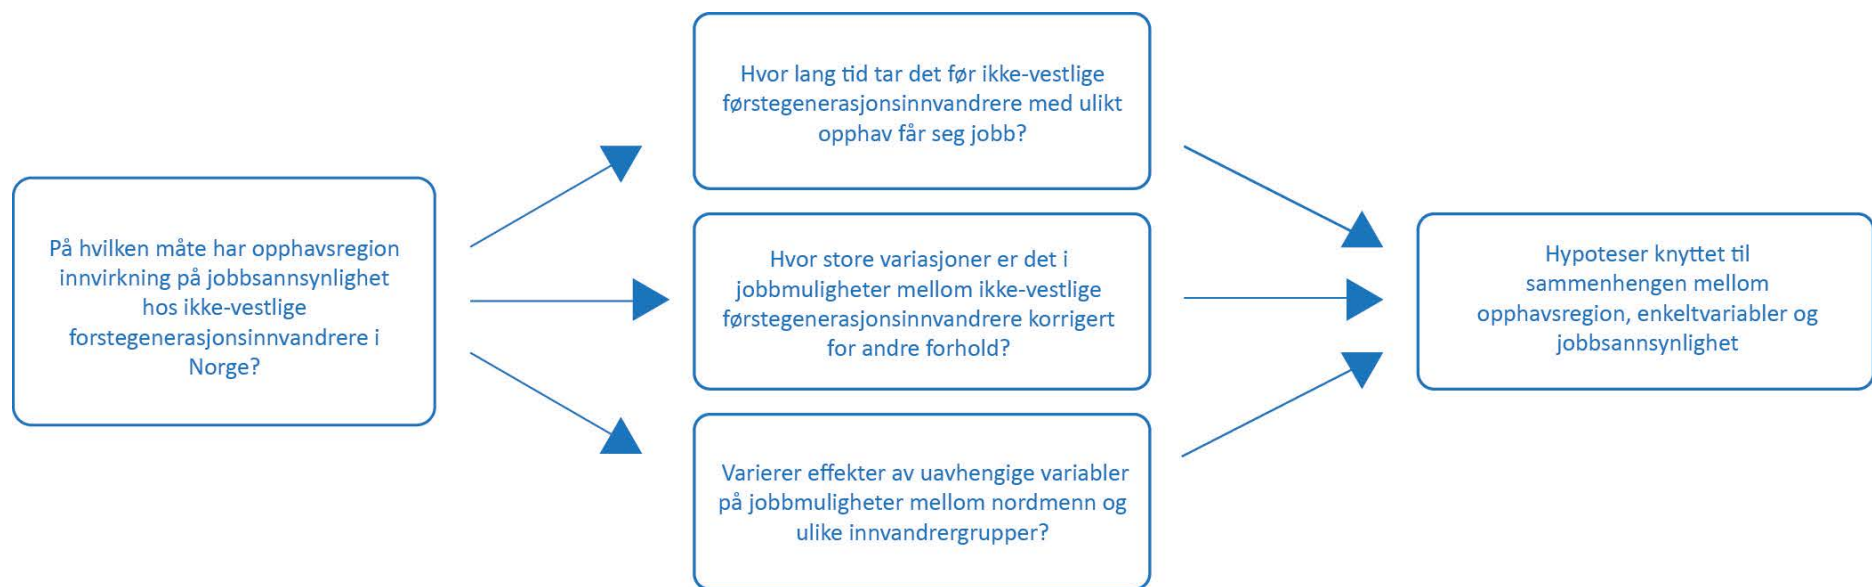 På hvilken måte har opphavsregion
innvirkning på jobbsannsynlighet
hos ikke-vestlige
forstegenerasjonsinnvandrere i
Norge?
Hvor lang tid tar det før ikke-vestlige
førstegenerasjonsinnvandrere med ulikt
opphav får seg jobb?
Hvor store variasjoner er det i
jobbmuligheter mellom ikke-vestlige
førstegenerasjonsinnvandrere korrigert
for andre forhold?
Varierer effekter av uavhengige variabler
på jobbmuligheter mellom nordmenn og
ulike innvandrergrupper?
Hypoteser knyttet til
sammenhengen mellom
opphavsregion, enkeltvariabler og
jobbsannsynlighet